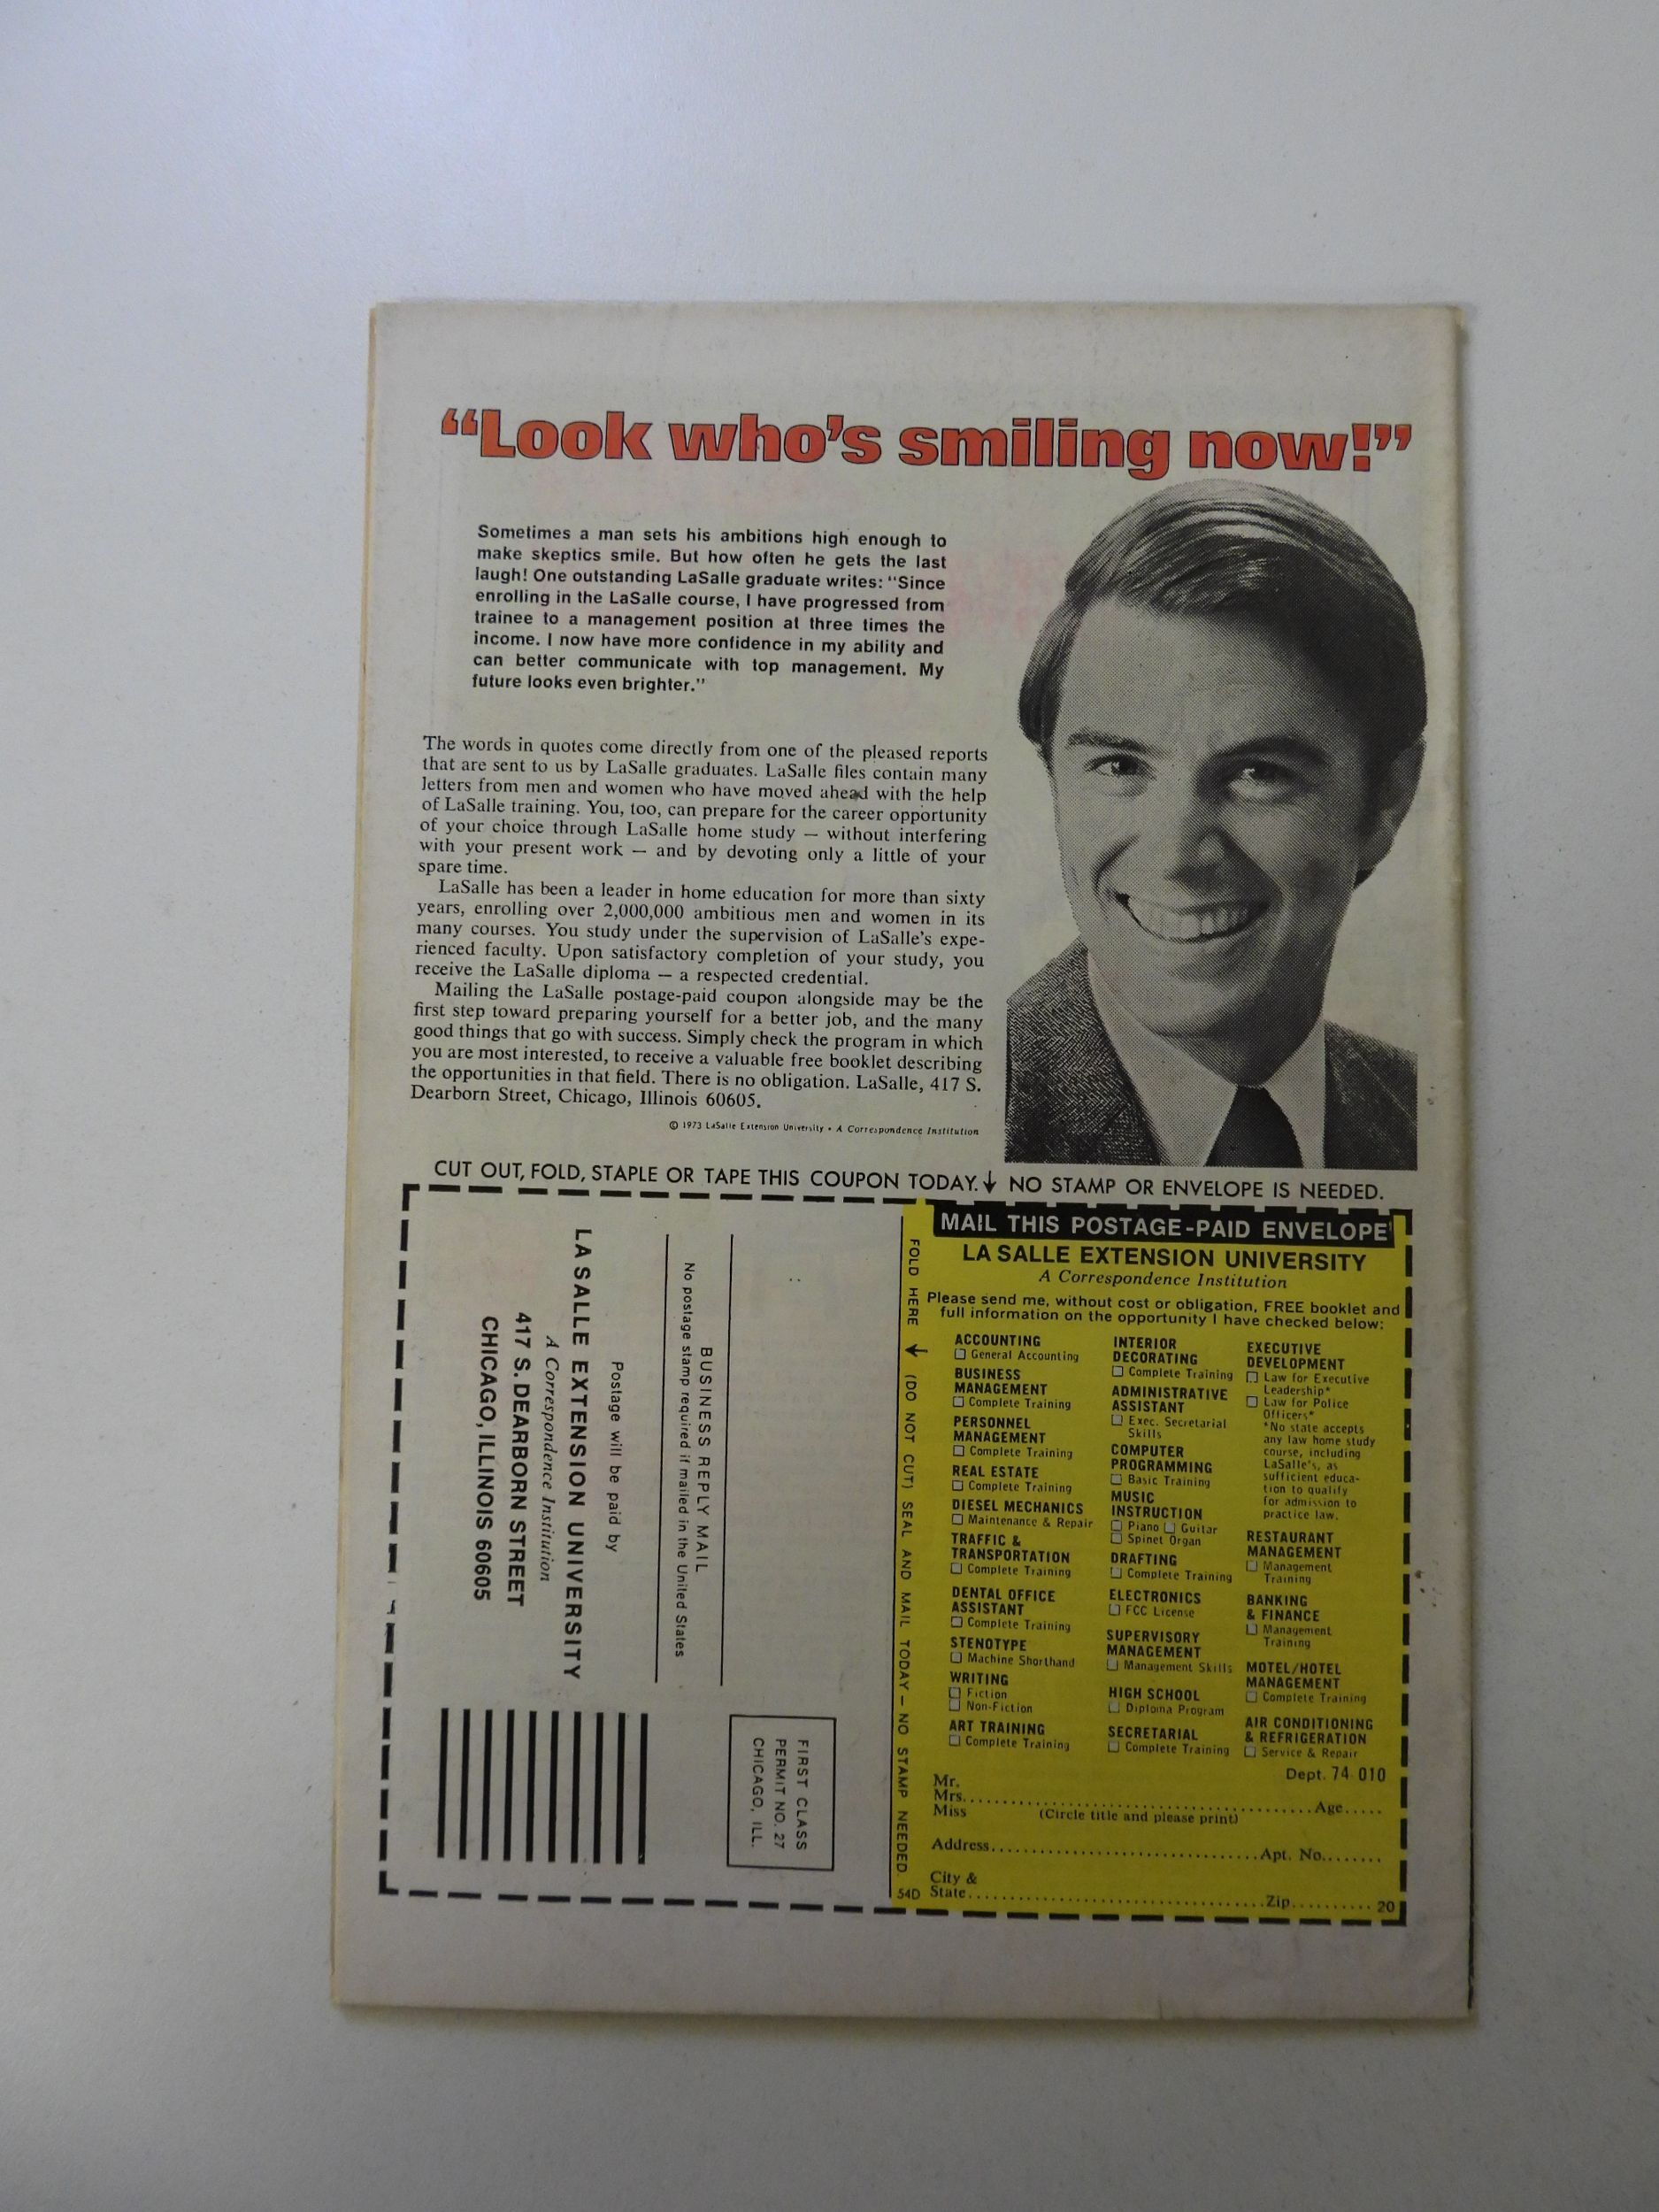 “Look who’s smiling now!”
Sometimes a man sets his ambitions high enough to
make skeptics smile. But how often he gets the last
laugh! One outstanding LaSalle graduate writes: “Since
enrolling in the LaSalle course, I have progressed from
trainee to a management position at three times the
income. I now have more confidence in my ability and
can better communicate with top management. My
future looks even brighter.”
The words in quotes come directly from one of the pleased reports
that are sent to us by LaSalle graduates. LaSalle files contain many
letters from men and women who have moved ahead with the help
of LaSalle training. You, too, can prepare for the career opportunity
of your choice through LaSalle home study — without interfering
with your present work — and by devoting only a little of your
spare time.
LaSalle has been a leader in home education for more than sixty
years, enrolling over 2,000,000 ambitious men and women in its
many courses. You study under the supervision of LaSalle’s expe-
rienced faculty. Upon satisfactory completion of your study, you
receive the LaSalle diploma — a respected credential.
Mailing the LaSalle postage-paid coupon alongside may be the
first step toward preparing yourself for a better job, and the many
good things that go with success. Simply check the program in which
you are most interested, to receive a valuable free booklet describing
the opportunities in that field. There is no obligation. LaSalle, 417 S.
Dearborn Street, Chicago, Illinois 60605.
© 1973 LaSalle Extension University • A Correspondence Institution
CUT OUT, FOLD, STAPLE OR TAPE THIS COUPON TODAY. ↓ NO STAMP OR ENVELOPE IS NEEDED.
FIRST CLASS
PERMIT NO. 27
CHICAGO, ILL.
BUSINESS REPLY MAIL
No postage stamp required if mailed in the United States
Postage will be paid by
LA SALLE EXTENSION UNIVERSITY
A Correspondence Institution
417 S. DEARBORN STREET
CHICAGO, ILLINOIS 60605
FOLD HERE ↓ (DO NOT CUT) SEAL AND MAIL TODAY — NO STAMP NEEDED.
54D
MAIL THIS POSTAGE-PAID ENVELOPE
LA SALLE EXTENSION UNIVERSITY
A Correspondence Institution
Please send me, without cost or obligation, FREE booklet and
full information on the opportunity I have checked below:
ACCOUNTING
☐ General Accounting
BUSINESS
MANAGEMENT
☐ Complete Training
PERSONNEL
MANAGEMENT
☐ Complete Training
REAL ESTATE
☐ Complete Training
DIESEL MECHANICS
☐ Maintenance & Repair
TRAFFIC &
TRANSPORTATION
☐ Complete Training
DENTAL OFFICE
ASSISTANT
☐ Complete Training
STENOTYPE
☐ Machine Shorthand
WRITING
☐ Fiction
☐ Non-Fiction
ART TRAINING
☐ Complete Training
INTERIOR
DECORATING
☐ Complete Training
ADMINISTRATIVE
ASSISTANT
☐ Exec. Secretarial
Skills
COMPUTER
PROGRAMMING
☐ Basic Training
MUSIC
INSTRUCTION
☐ Piano ☐ Guitar
☐ Spinet Organ
DRAFTING
☐ Complete Training
ELECTRONICS
☐ FCC License
SUPERVISORY
MANAGEMENT
☐ Management Skills
HIGH SCHOOL
☐ Diploma Program
SECRETARIAL
☐ Complete Training
EXECUTIVE
DEVELOPMENT
☐ Law for Executive
Leadership*
☐ Law for Police
Officers*
*No state accepts
any law home study
course, including
LaSalle’s, as
sufficient educa-
tion to qualify
for admission to
practice law.
RESTAURANT
MANAGEMENT
☐ Management
Training
BANKING
& FINANCE
☐ Management
Training
MOTEL/HOTEL
MANAGEMENT
☐ Complete Training
AIR CONDITIONING
& REFRIGERATION
☐ Service & Repair
Dept. 74 010
Mr.
Mrs. Age
Miss (Circle title and please print)
Address Apt. No.
City &
State Zip 20